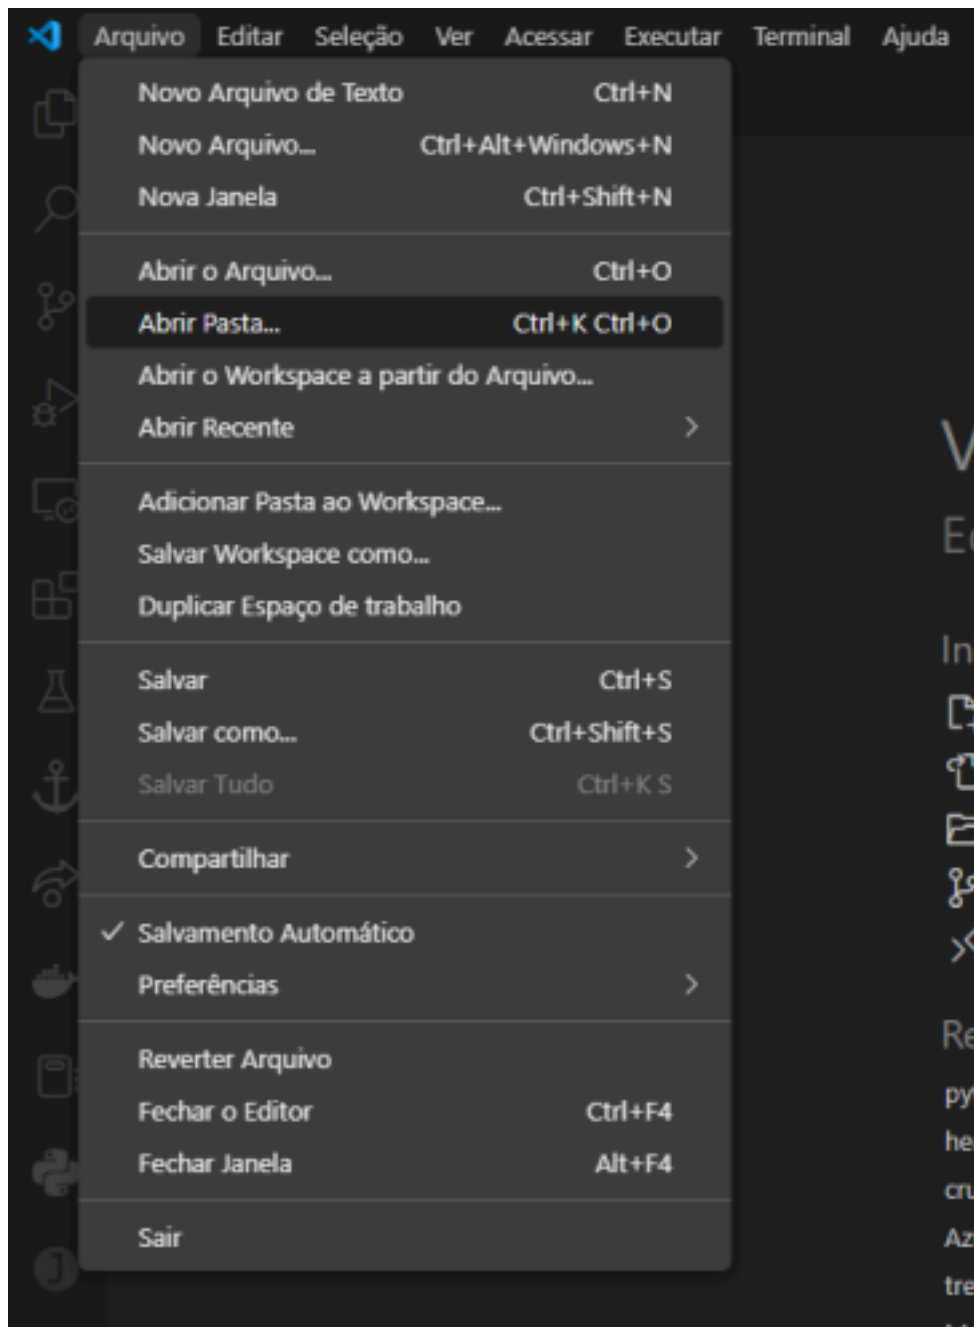 Arquivo Editar Seleção Ver Acessar Executar Terminal Ajuda
Novo Arquivo de Texto Ctrl+N
Novo Arquivo... Ctrl+Alt+Windows+N
Nova Janela Ctrl+Shift+N
Abrir o Arquivo... Ctrl+O
Abrir Pasta... Ctrl+K Ctrl+O
Abrir o Workspace a partir do Arquivo...
Abrir Recente
Adicionar Pasta ao Workspace...
Salvar Workspace como...
Duplicar Espaço de trabalho
Salvar Ctrl+S
Salvar como... Ctrl+Shift+S
Salvar Tudo Ctrl+K S
Compartilhar
Salvamento Automático
Preferências
Reverter Arquivo
Fechar o Editor Ctrl+F4
Fechar Janela Alt+F4
Sair